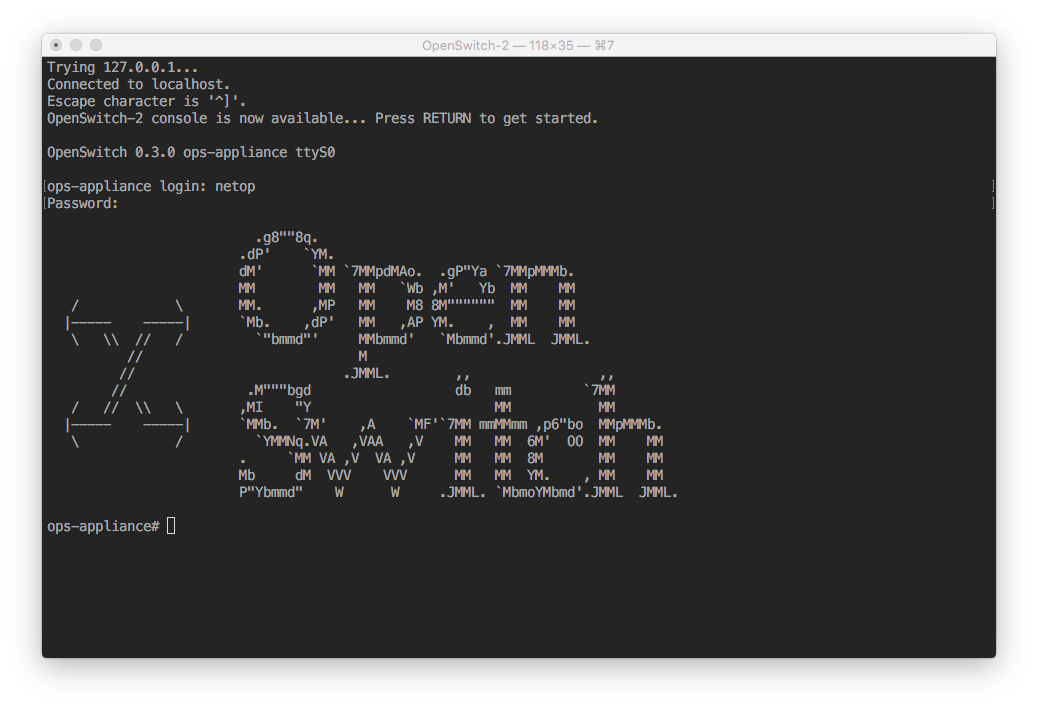 OpenSwitch-2 — 118×35 — ⌘7
Trying 127.0.0.1...
Connected to localhost.
Escape character is '^]'.
OpenSwitch-2 console is now available... Press RETURN to get started.
OpenSwitch 0.3.0 ops-appliance ttyS0
[ops-appliance login: netop ]
[Password: ]
                          .g8""8q.
                        .dP'    `YM.
                        dM'      `MM `7MMpdMAo.  .gP"Ya `7MMpMMMb.
                        MM        MM   MM   `Wb ,M'   Yb  MM    MM
   /            \       MM.      ,MP   MM    M8 8M""""""  MM    MM
  |-----    -----|      `Mb.    ,dP'   MM   ,AP YM.    ,  MM    MM
   \   \\  //   /         `"bmmd"'     MMbmmd'   `Mbmmd'.JMML  JMML.
          //                           M
         //                          .JMML.        ,,                ,,
        //               .M"""bgd                  db   mm         `7MM
   /   //  \\   \       ,MI    "Y                       MM           MM
  |-----    -----|      `MMb.  `7M'    ,A    `MF'`7MM mmMMmm ,p6"bo  MMpMMMb.
   \            /         `YMMNq.VA   ,VAA   ,V    MM   MM  6M'  OO  MM    MM
                        .     `MM VA ,V  VA ,V     MM   MM  8M       MM    MM
                        Mb     dM  VVV    VVV      MM   MM  YM.    , MM    MM
                        P"Ybmmd"    W      W     .JMML. `MbmoYMbmd'.JMML  JMML.
ops-appliance#